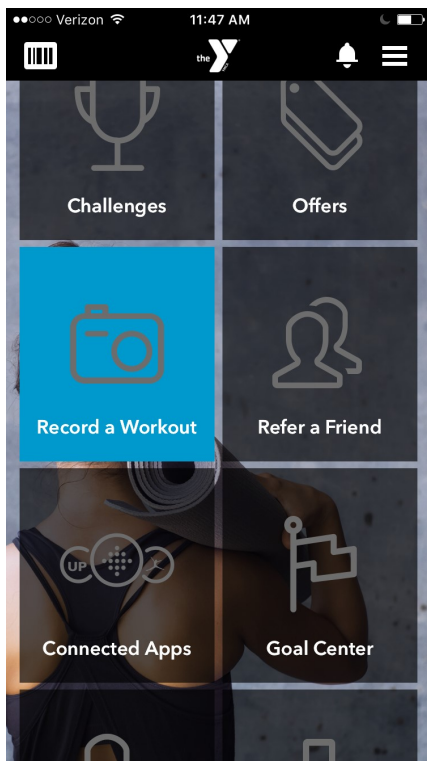 Verizon 11:47 AM
the Y
Challenges Offers
Record a Workout Refer a Friend
UP
Connected Apps Goal Center